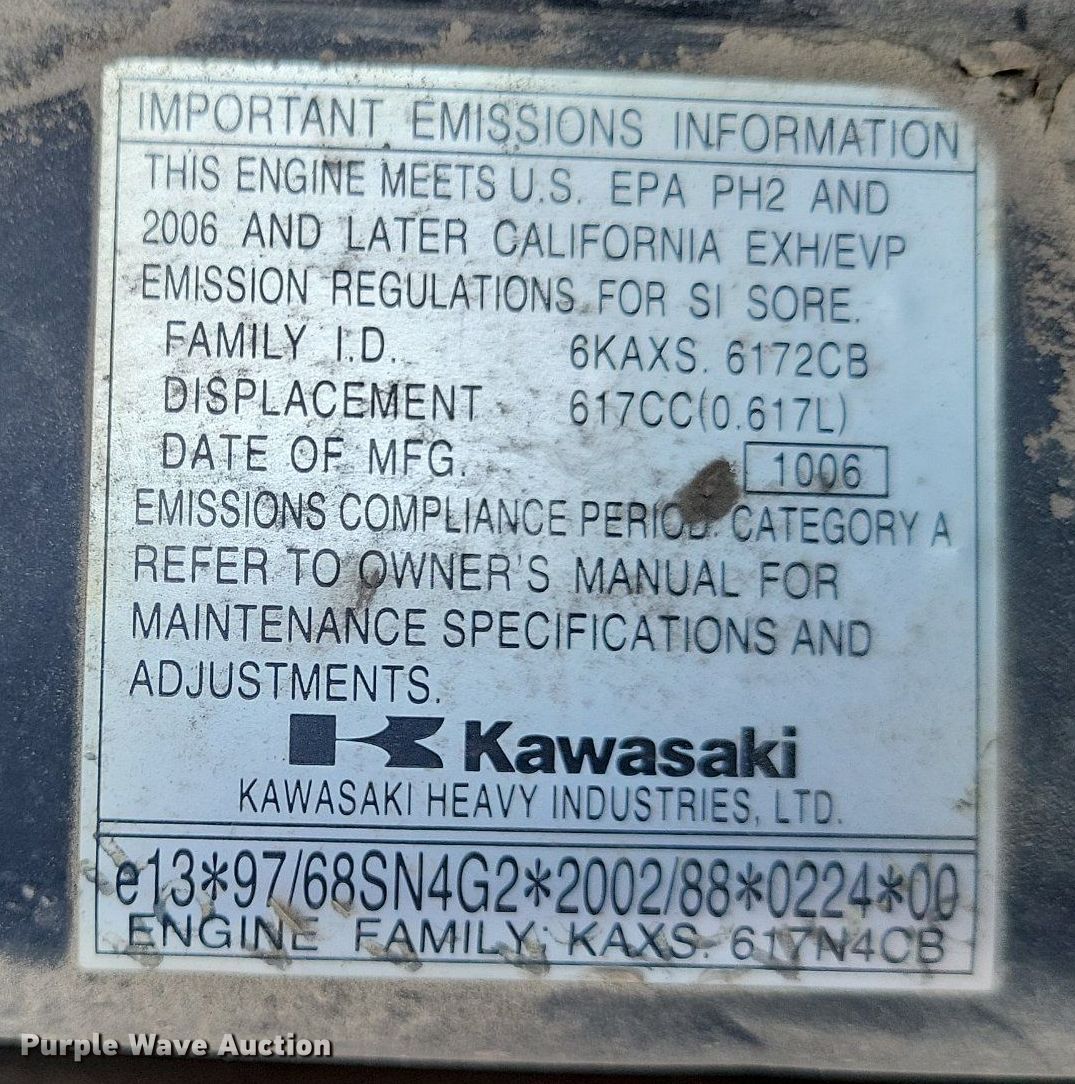 IMPORTANT EMISSIONS INFORMATION
THIS ENGINE MEETS U.S. EPA PH2 AND
2006 AND LATER CALIFORNIA EXH/EVP
EMISSION REGULATIONS FOR SI SORE.
FAMILY I.D. 6KAXS. 6172CB
DISPLACEMENT 617CC(0.617L)
DATE OF MFG. 1006
EMISSIONS COMPLIANCE PERIOD: CATEGORY A
REFER TO OWNER'S MANUAL FOR
MAINTENANCE SPECIFICATIONS AND
ADJUSTMENTS.
Kawasaki
KAWASAKI HEAVY INDUSTRIES, LTD.
e13*97/68SN4G2*2002/88*0224*00
ENGINE FAMILY: KAXS. 617N4CB
Purple Wave Auction